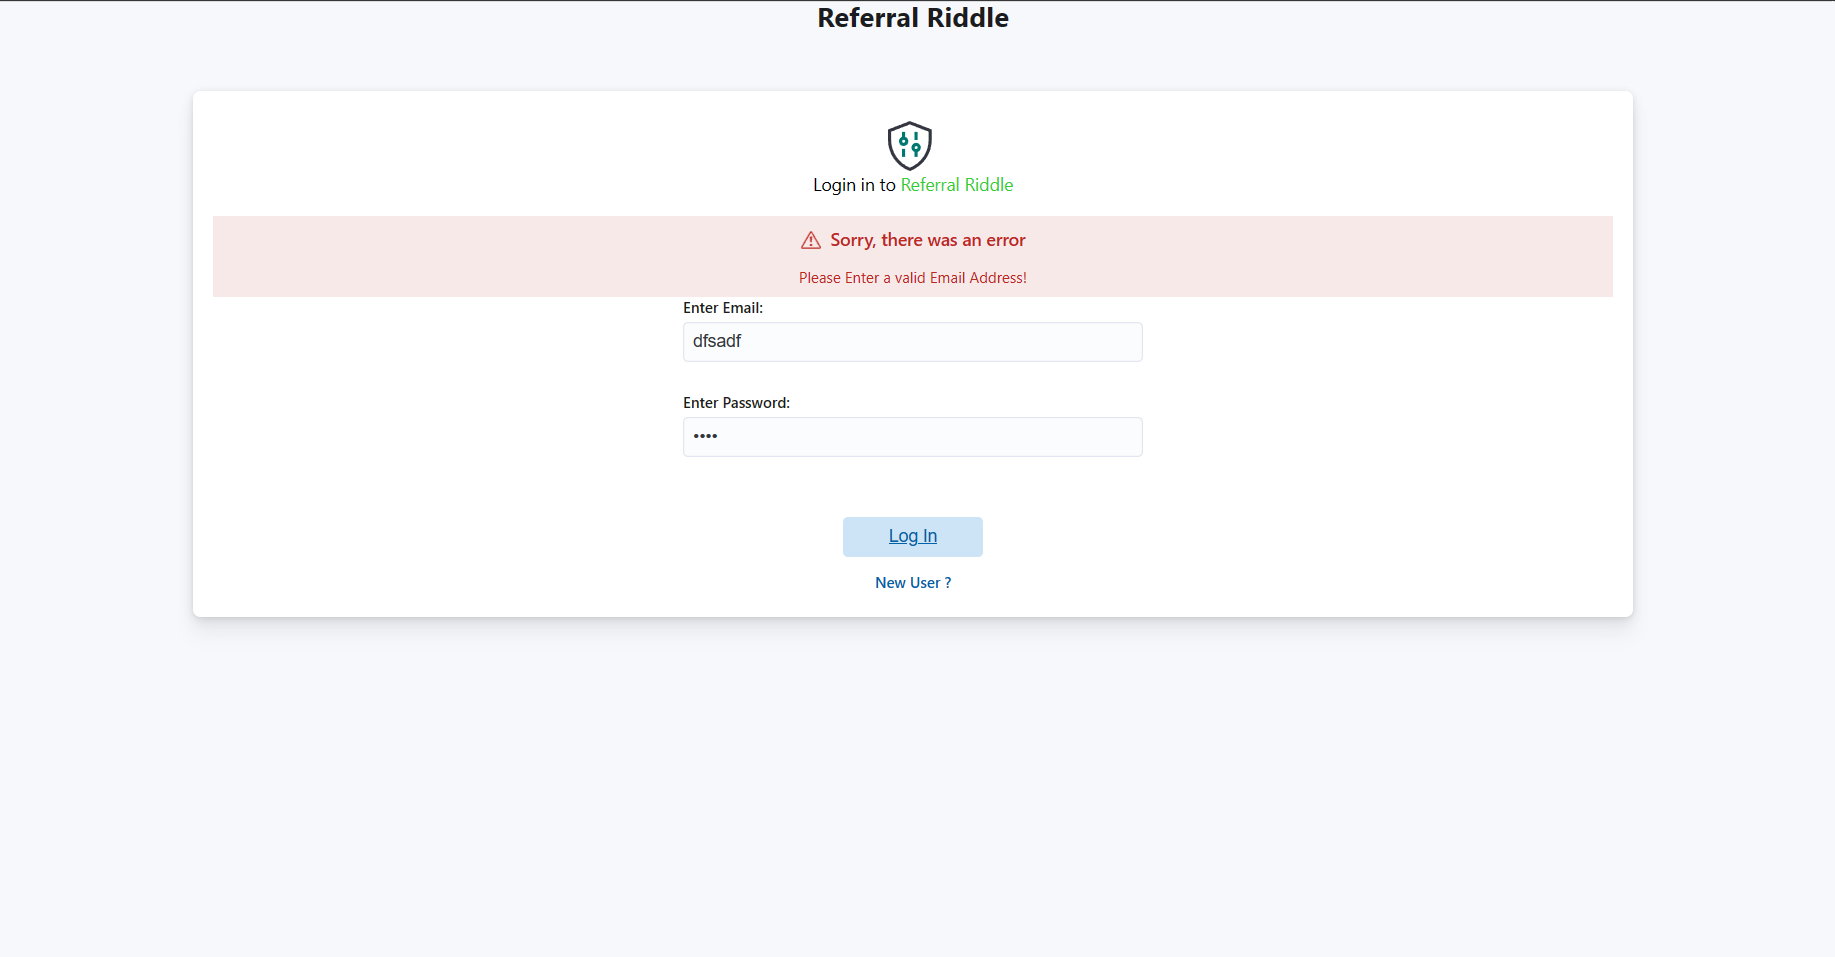 Referral Riddle
Login in to Referral Riddle
Sorry, there was an error
Please Enter a valid Email Address!
Enter Email:
dfsadf
Enter Password:
••••
Log In
New User ?